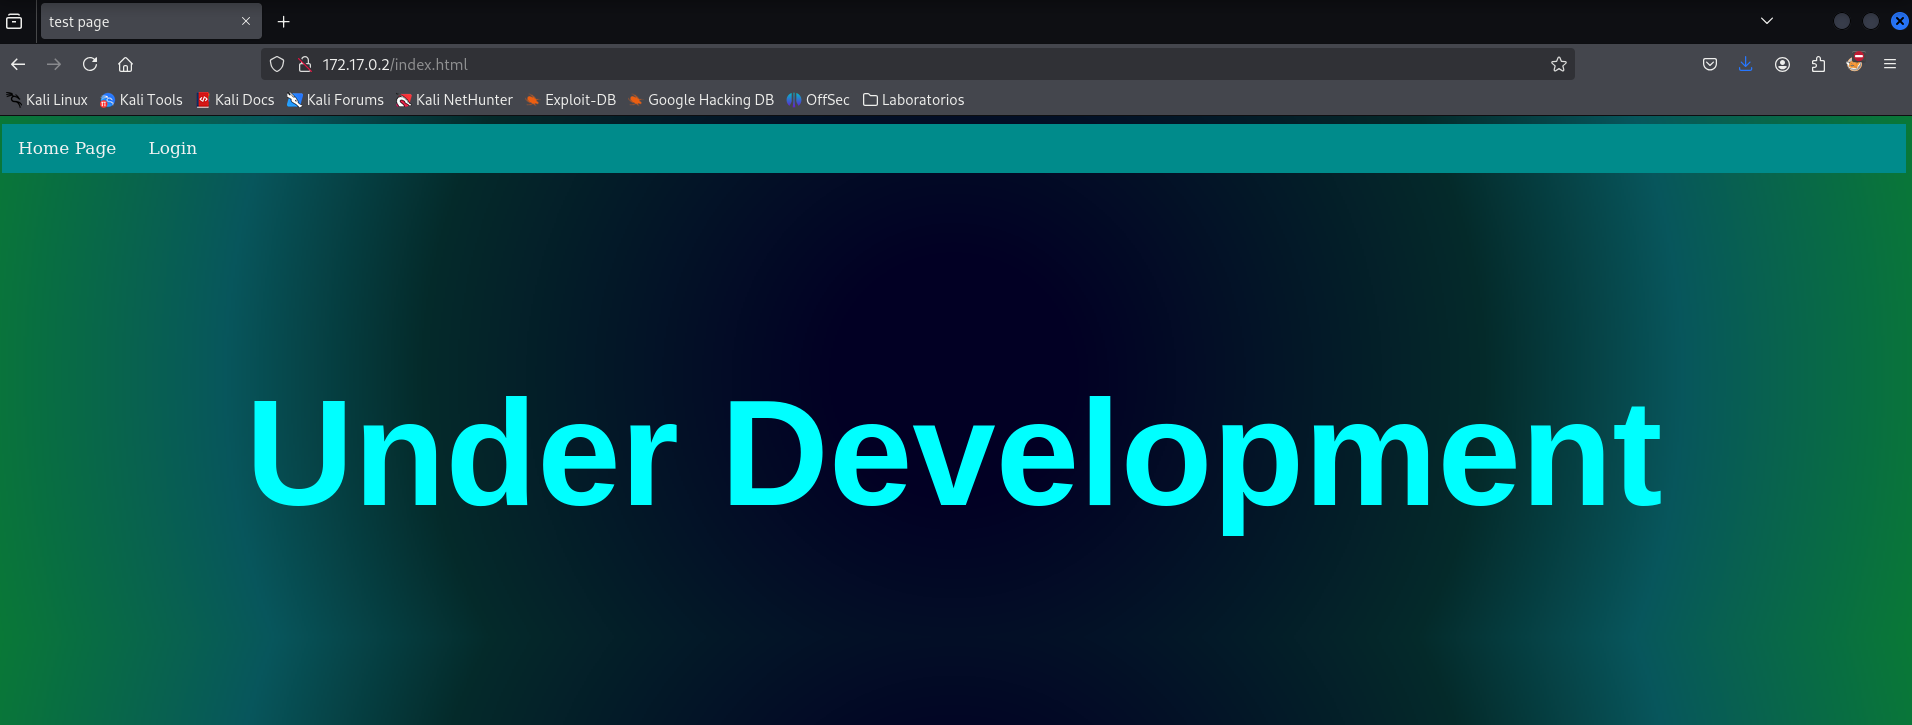 test page
172.17.0.2/index.html
Kali Linux Kali Tools Kali Docs Kali Forums Kali NetHunter Exploit-DB Google Hacking DB OffSec Laboratorios
Home Page Login
Under Development